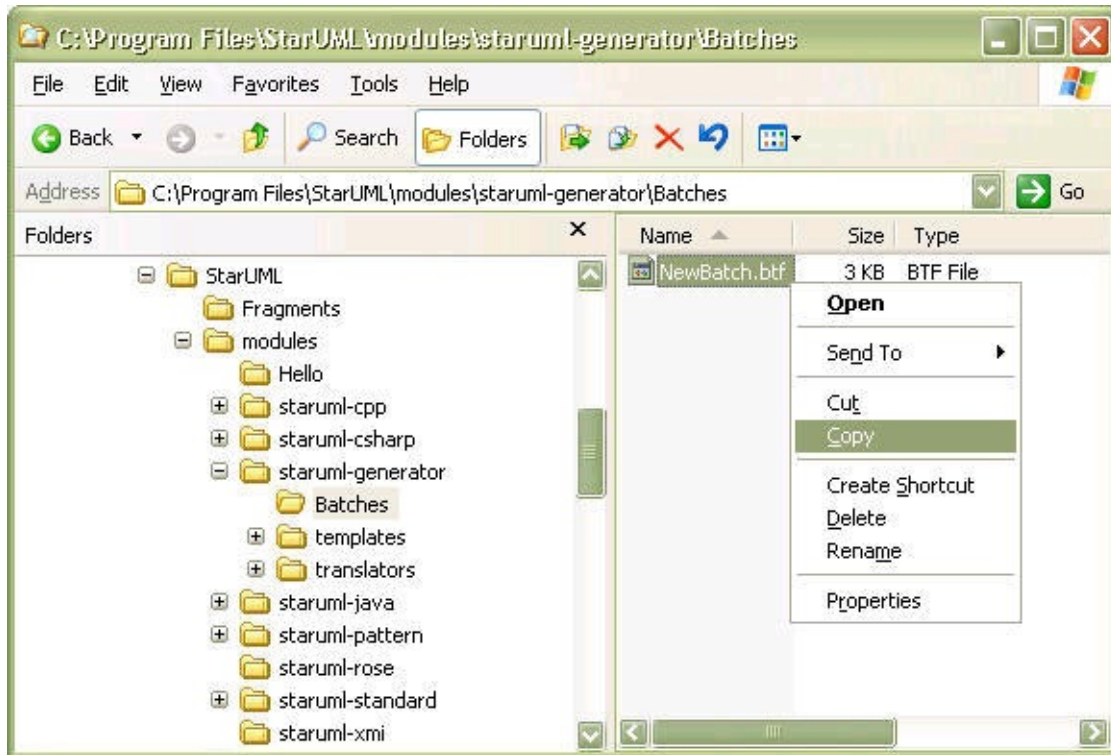 C:\Program Files\StarUML\modules\staruml-generator\Batches
File Edit View Favorites Tools Help
Back Search Folders
Address C:\Program Files\StarUML\modules\staruml-generator\Batches Go
Folders
StarUML
Fragments
modules
Hello
staruml-cpp
staruml-csharp
staruml-generator
Batches
templates
translators
staruml-java
staruml-pattern
staruml-rose
staruml-standard
staruml-xmi
Name Size Type
NewBatch.btf 3 KB BTF File
Open
Send To
Cut
Copy
Create Shortcut
Delete
Rename
Properties